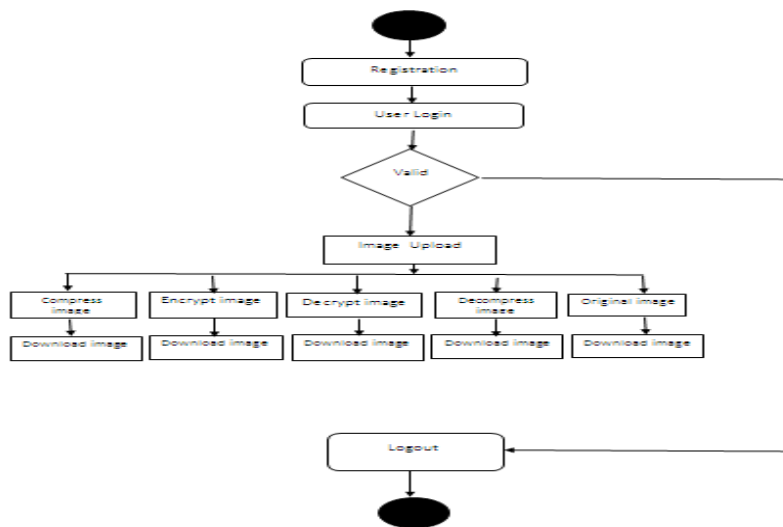 Registration
User Login
Valid
Image Upload
Compress
image
Encrypt image
Decrypt image
Decompress
image
Original image
Download image
Download image
Download image
Download image
Download image
Logout